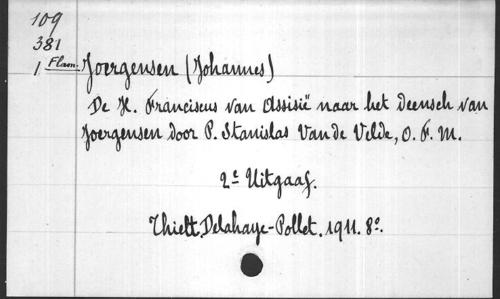 109
381
1 Flam. Joergensen (Johannes)
De H. Franciscus van Assisië naar het Deensch van
Joergensen door P. Stanislas Van de Velde, O. F. M.
2e Uitgaaf.
Thielt, Delahaye-Pollet. 1911. 8o.